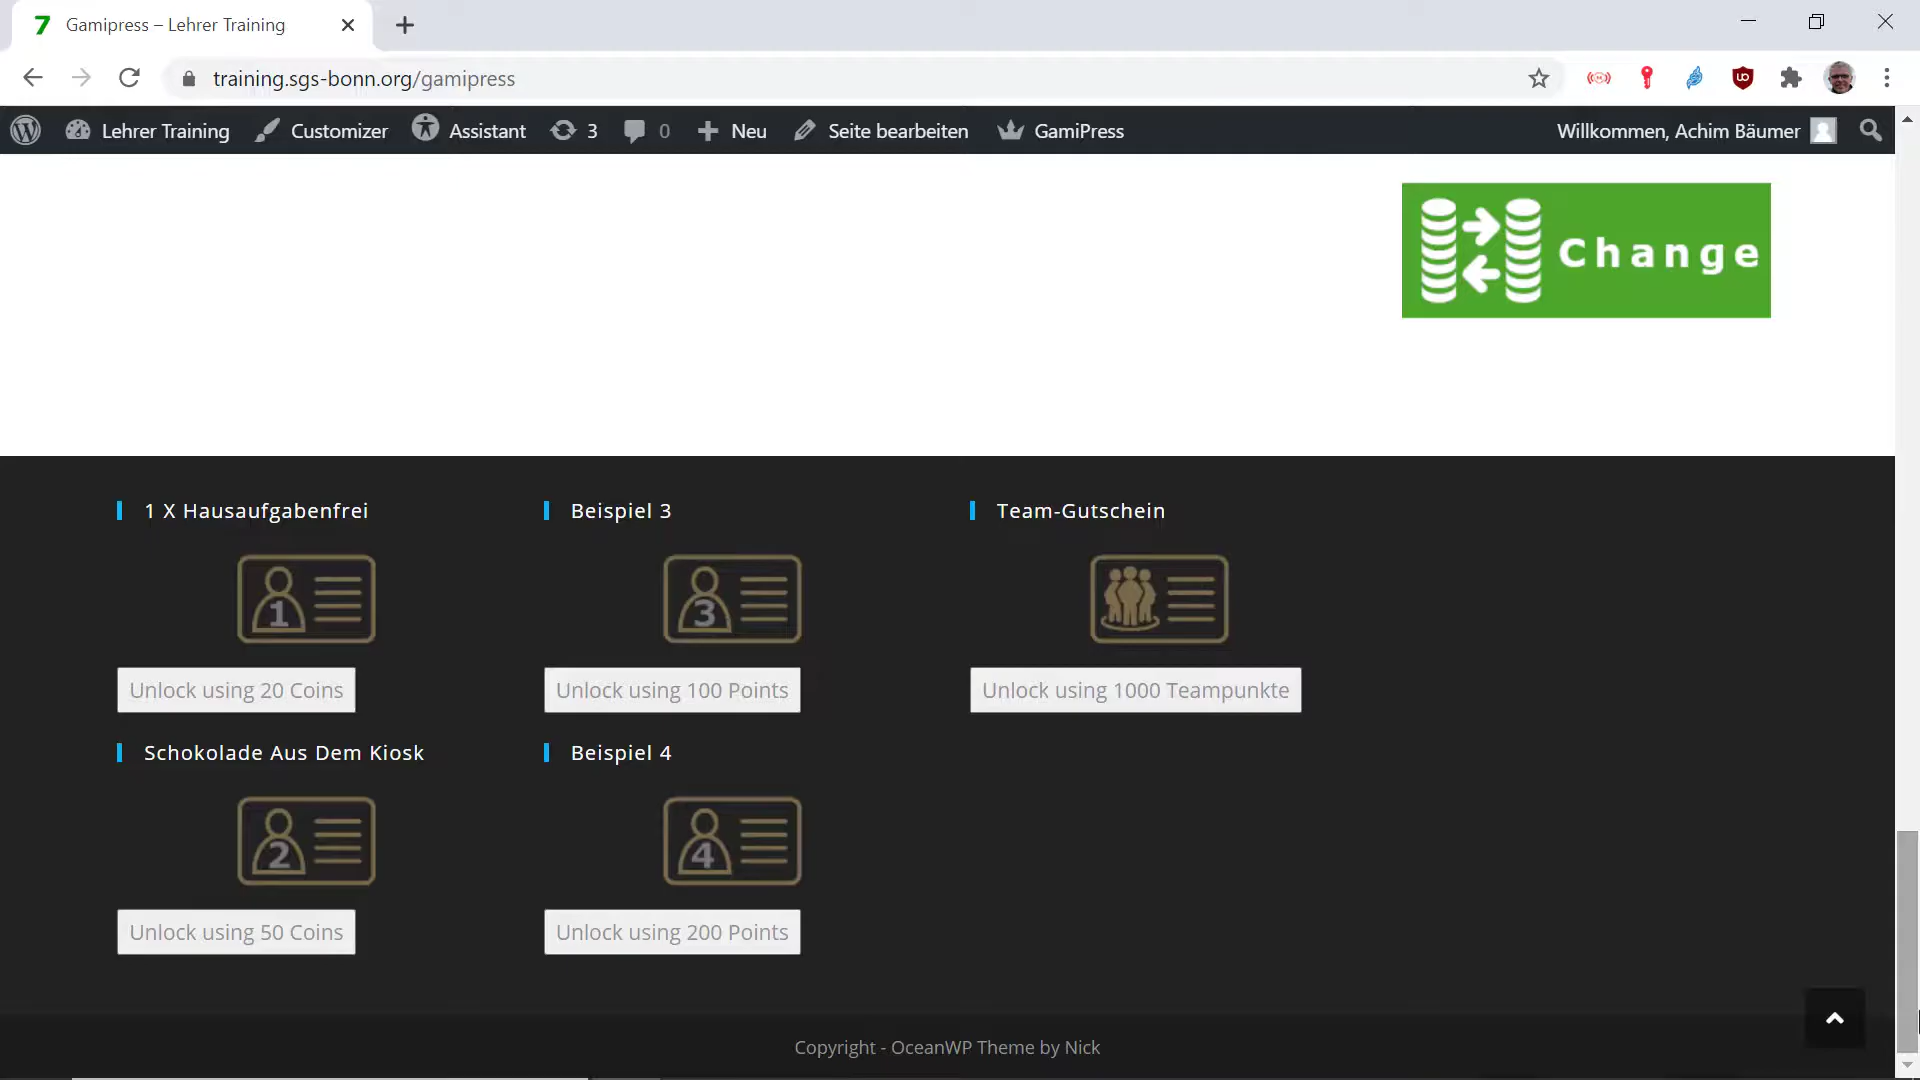 7 Gamipress – Lehrer Training
training.sgs-bonn.org/gamipress
Lehrer Training Customizer Assistant 3 0 Neu Seite bearbeiten GamiPress Willkommen, Achim Bäumer
Change
1 X Hausaufgabenfrei
Beispiel 3
Team-Gutschein
1
3
Unlock using 20 Coins
Unlock using 100 Points
Unlock using 1000 Teampunkte
Schokolade Aus Dem Kiosk
Beispiel 4
2
4
Unlock using 50 Coins
Unlock using 200 Points
Copyright - OceanWP Theme by Nick